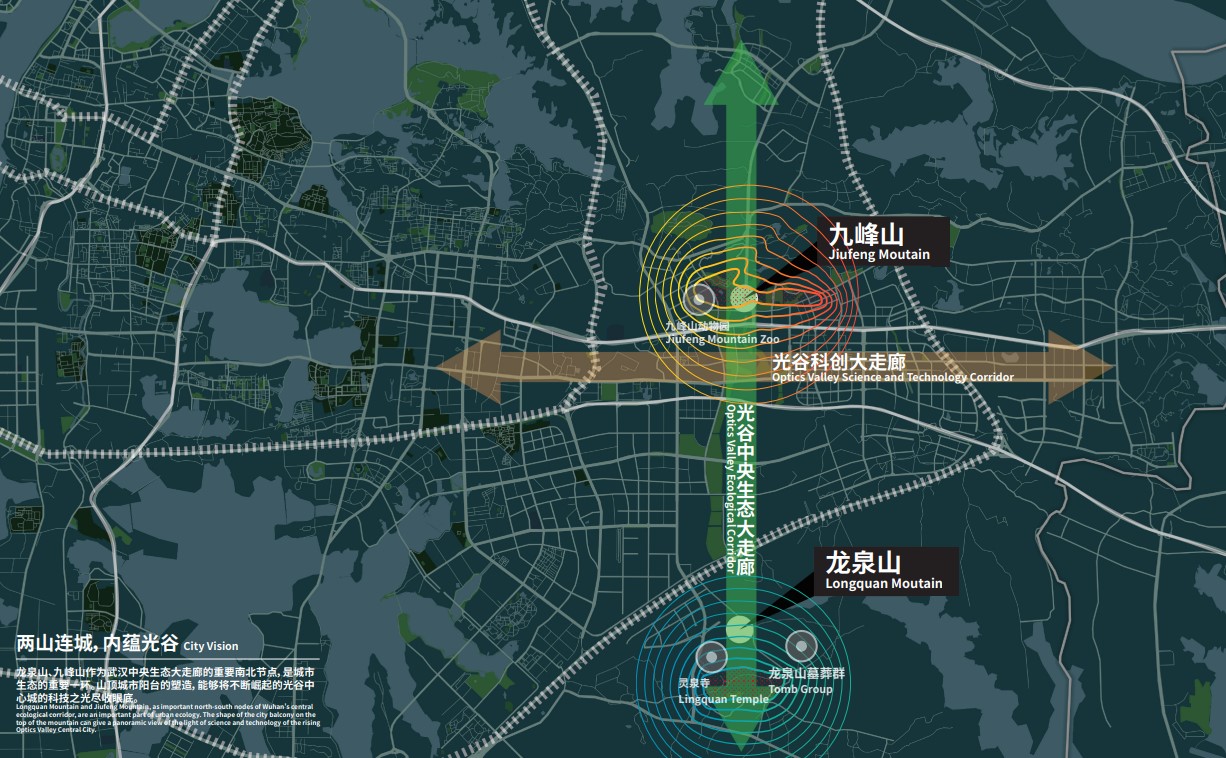 九峰山
Jiufeng Moutain
九峰山动物园
Jiufeng Mountain Zoo
光谷科创大走廊
Optics Valley Science and Technology Corridor
光谷中央生态大走廊
Optics Valley Ecological Corridor
龙泉山
Longquan Moutain
灵泉寺
Lingquan Temple
龙泉山墓葬群
Tomb Group
两山连城, 内蕴光谷 City Vision
龙泉山、九峰山作为武汉中央生态大走廊的重要南北节点, 是城市
生态的重要一环, 山顶城市阳台的塑造, 能够将不断崛起的光谷中
心城的科技之光尽收眼底。
Longquan Mountain and Jiufeng Mountain, as important north-south nodes of Wuhan's central
ecological corridor, are an important part of urban ecology. The shape of the city balcony on the
top of the mountain can give a panoramic view of the light of science and technology of the rising
Optics Valley Central City.